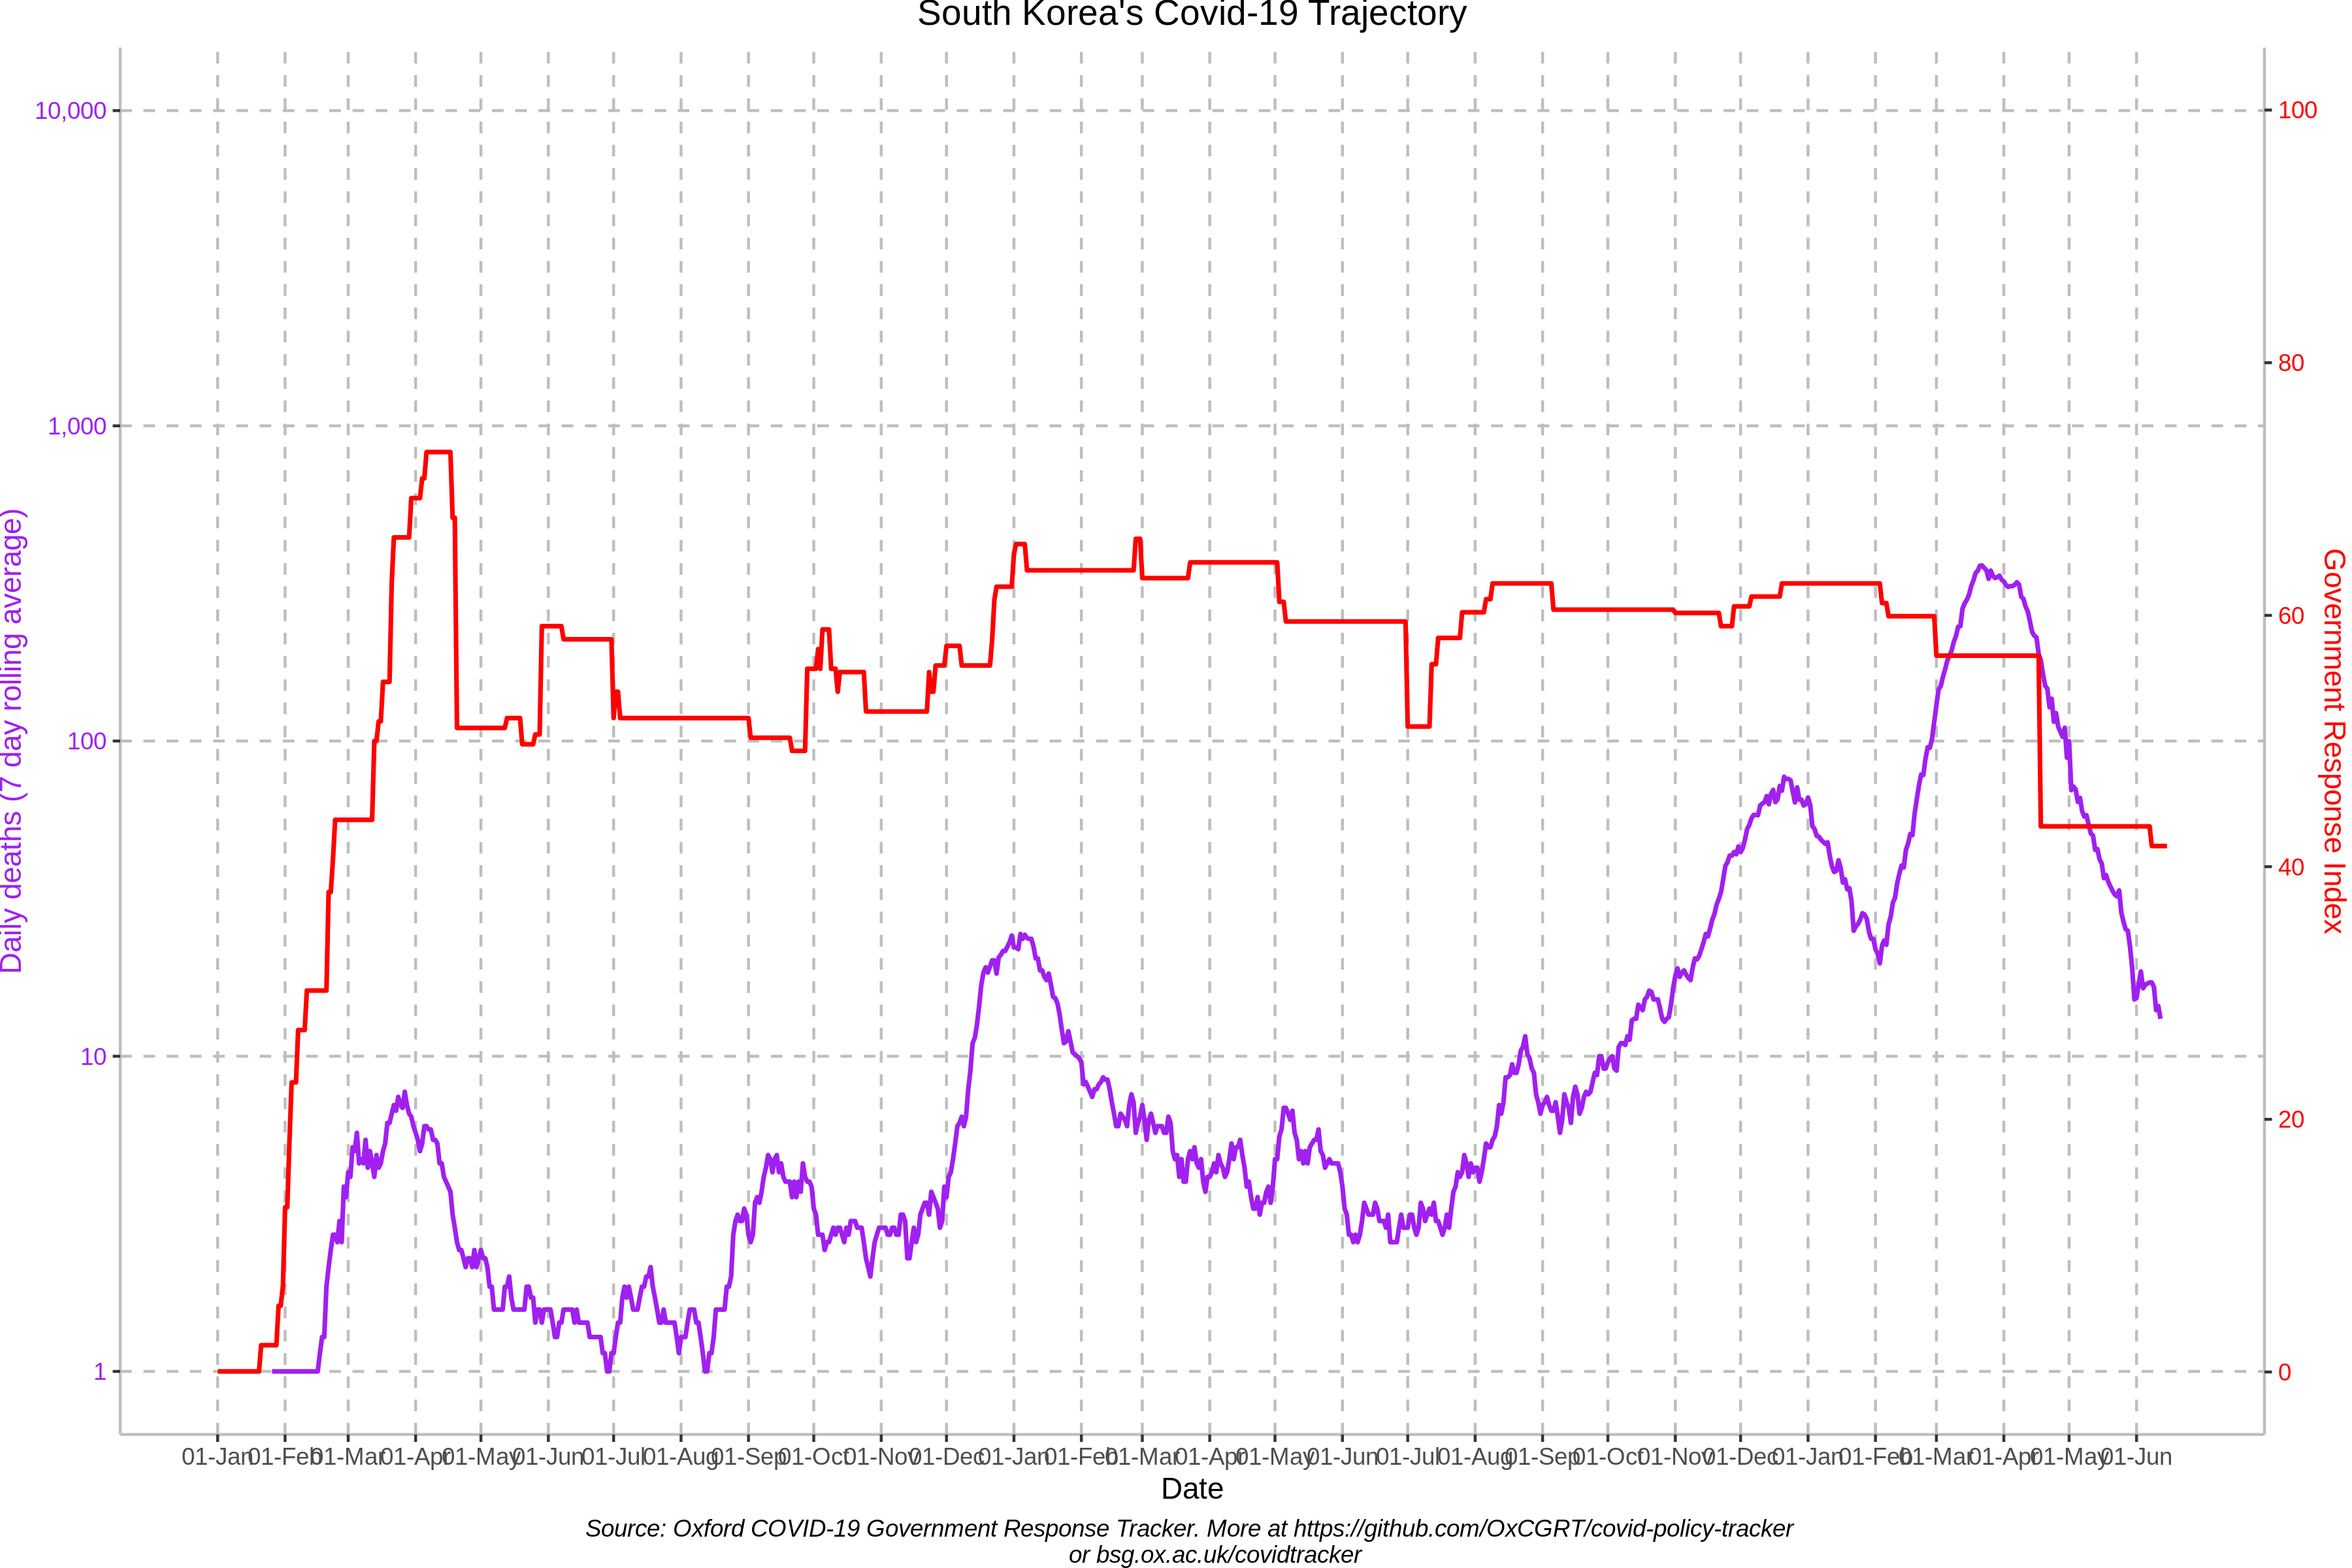 South Korea's Covid-19 Trajectory
10,000
1,000
100
10
1
Daily deaths (7 day rolling average)
100
80
60
40
20
0
Government Response Index
01-Jan 01-Feb 01-Mar 01-Apr 01-May 01-Jun 01-Jul 01-Aug 01-Sep 01-Oct 01-Nov 01-Dec 01-Jan 01-Feb 01-Mar 01-Apr 01-May 01-Jun 01-Jul 01-Aug 01-Sep 01-Oct 01-Nov 01-Dec 01-Jan 01-Feb 01-Mar 01-Apr 01-May 01-Jun
Date
Source: Oxford COVID-19 Government Response Tracker. More at https://github.com/OxCGRT/covid-policy-tracker
or bsg.ox.ac.uk/covidtracker